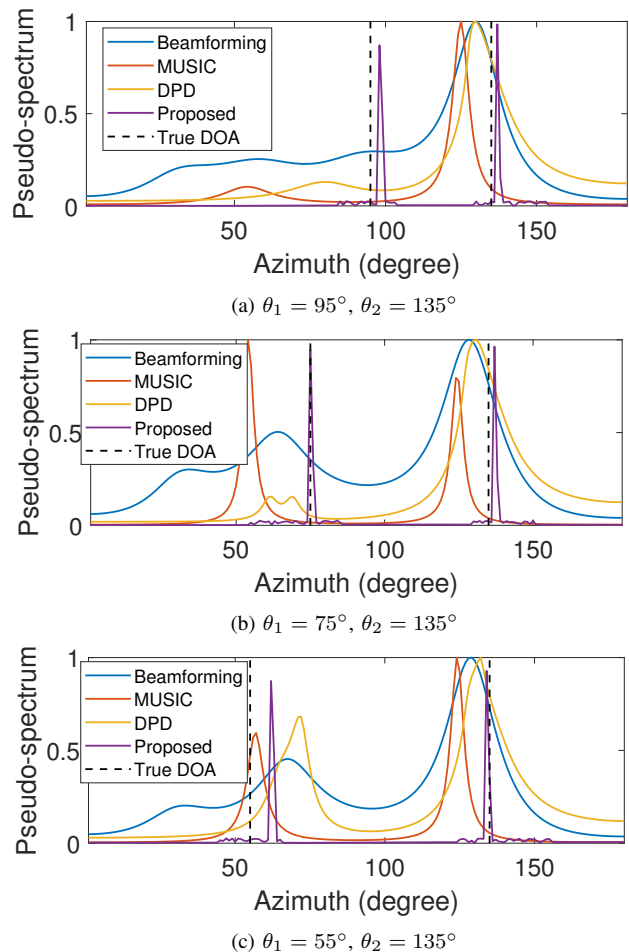 1
0.5
0
Pseudo-spectrum
Beamforming
MUSIC
DPD
Proposed
True DOA
50 100 150
Azimuth (degree)
(a) θ₁ = 95°, θ₂ = 135°
1
0.5
0
Pseudo-spectrum
Beamforming
MUSIC
DPD
Proposed
True DOA
50 100 150
Azimuth (degree)
(b) θ₁ = 75°, θ₂ = 135°
1
0.5
0
Pseudo-spectrum
Beamforming
MUSIC
DPD
Proposed
True DOA
50 100 150
Azimuth (degree)
(c) θ₁ = 55°, θ₂ = 135°